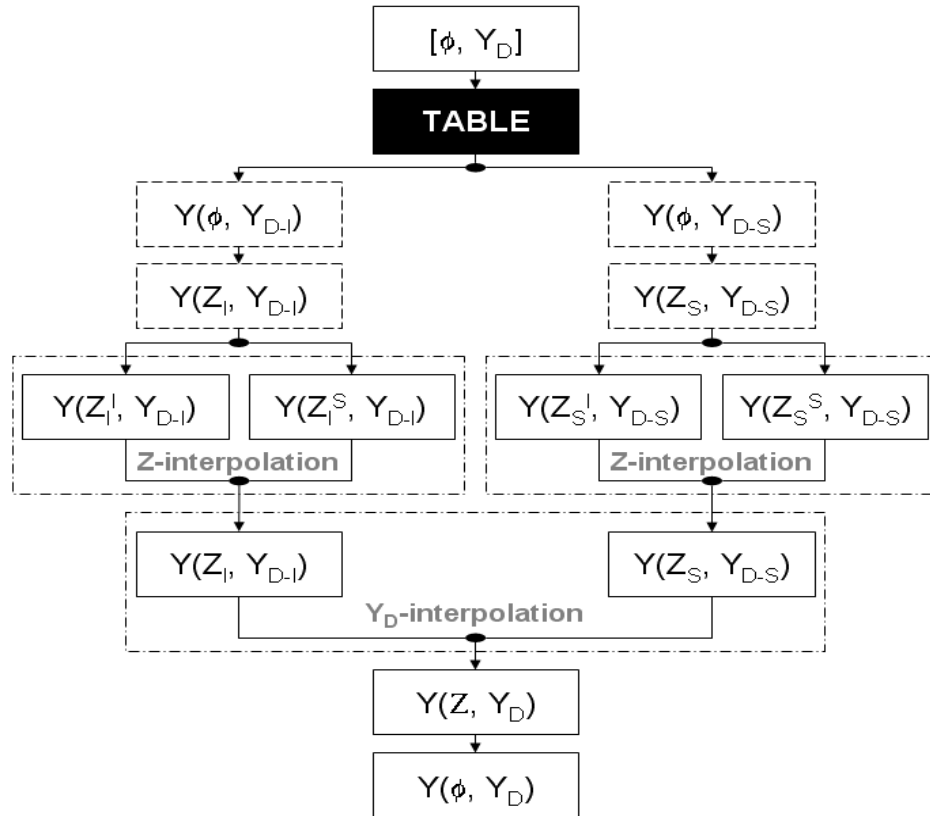 [ϕ, Y_D]
TABLE
Y(ϕ, Y_D-I) Y(ϕ, Y_D-S)
Y(Z_I, Y_D-I) Y(Z_S, Y_D-S)
Y(Z_I^I, Y_D-I) Y(Z_I^S, Y_D-I) Y(Z_S^I, Y_D-S) Y(Z_S^S, Y_D-S)
Z-interpolation Z-interpolation
Y(Z_I, Y_D-I) Y(Z_S, Y_D-S)
Y_D-interpolation
Y(Z, Y_D)
Y(ϕ, Y_D)